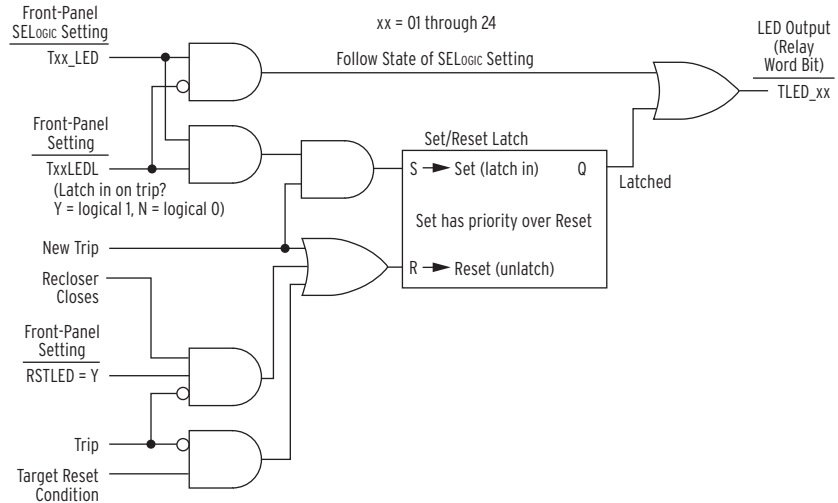 Front-Panel
SELOGIC Setting
Txx_LED
xx = 01 through 24
Follow State of SELOGIC Setting
LED Output
(Relay
Word Bit)
TLED_xx
Front-Panel
Setting
TxxLEDL
(Latch in on trip?
Y = logical 1, N = logical 0)
Set/Reset Latch
S Set (latch in) Q
Latched
Set has priority over Reset
R Reset (unlatch)
New Trip
Recloser
Closes
Front-Panel
Setting
RSTLED = Y
Trip
Target Reset
Condition